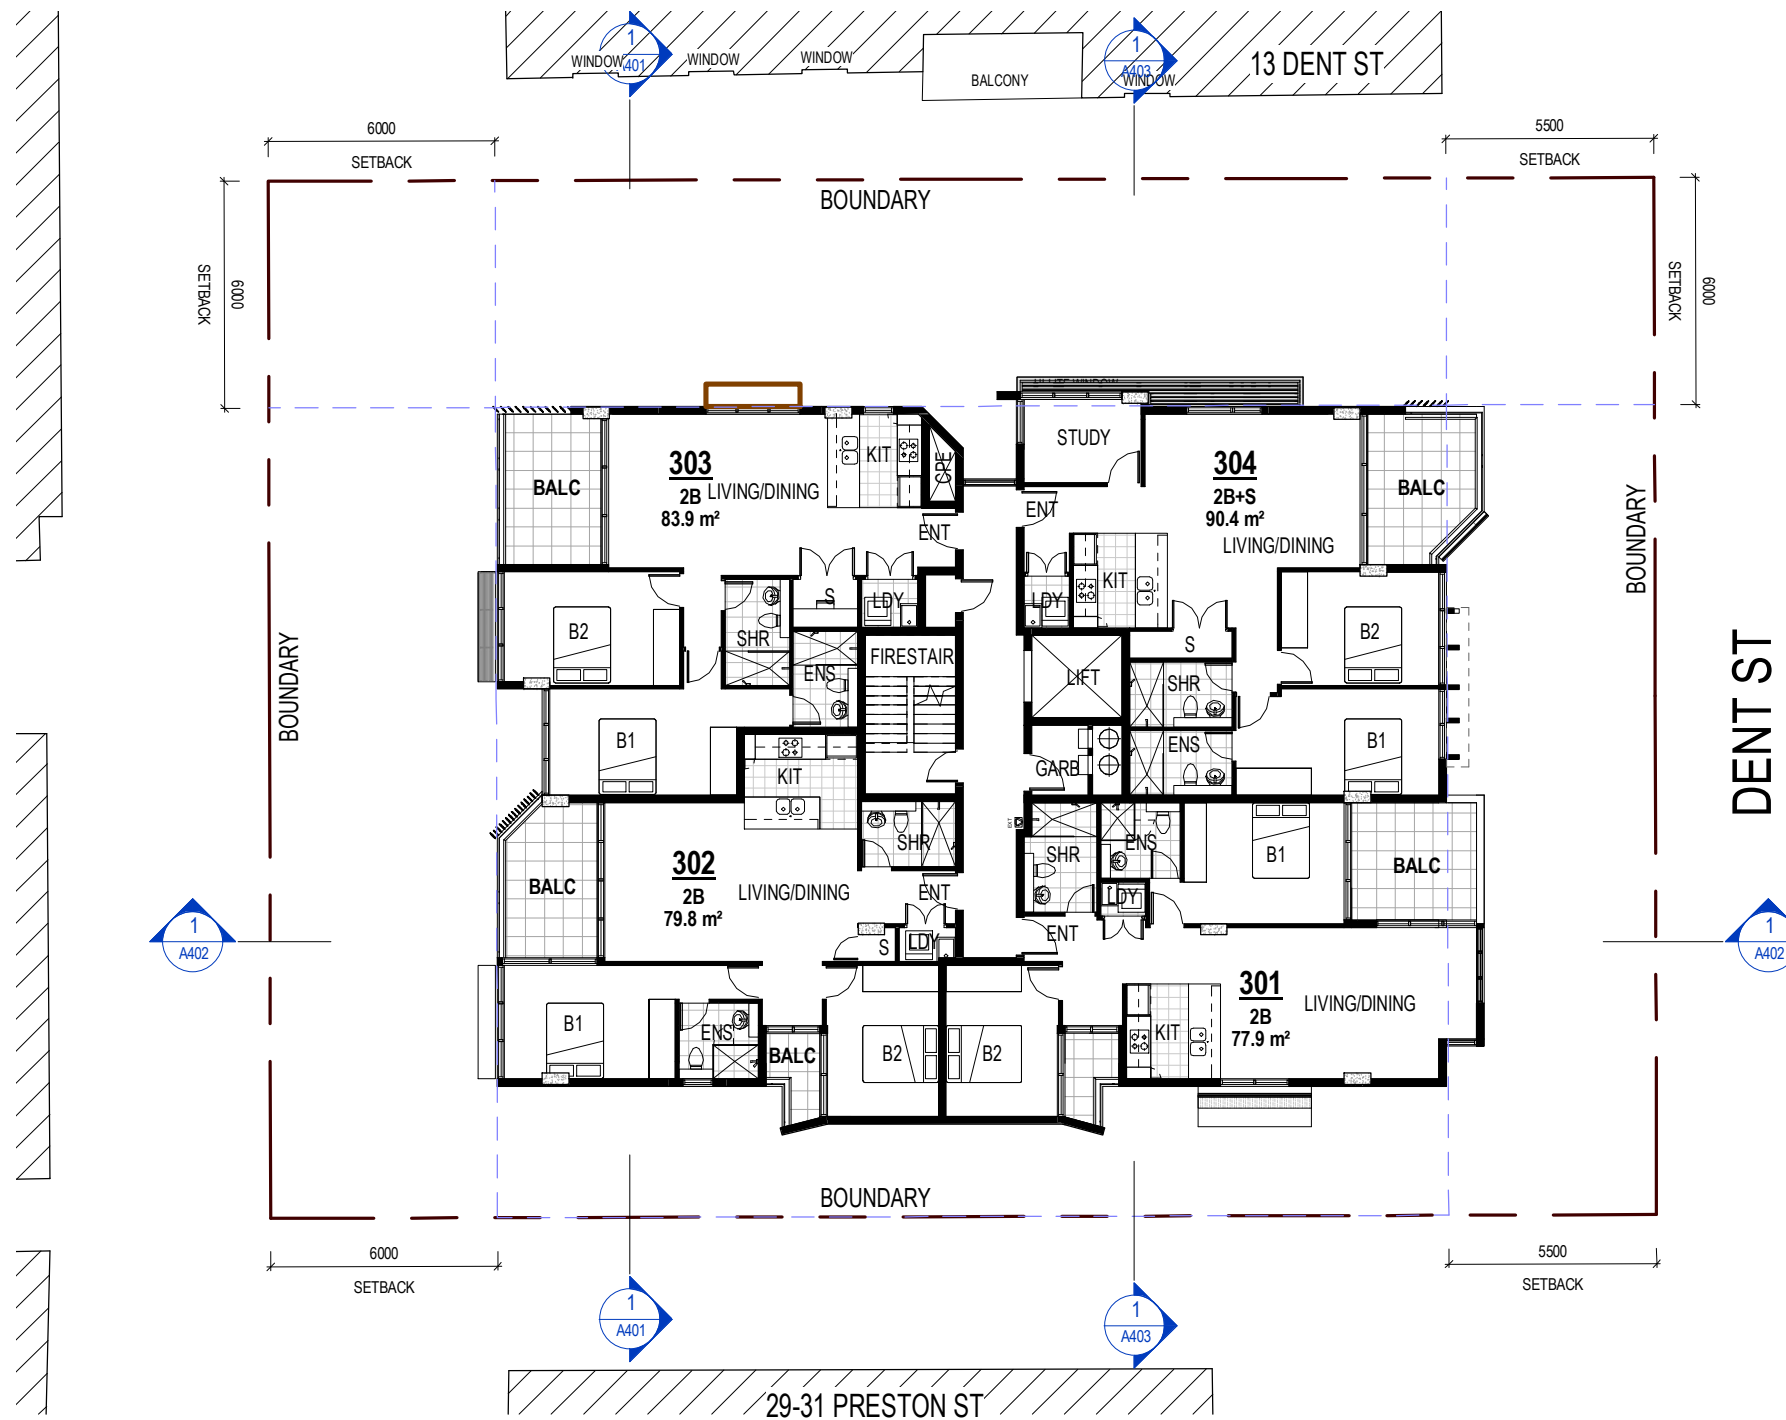 1
A401
WINDOW
WINDOW
WINDOW
BALCONY
1
A403
WINDOW
13 DENT ST
6000
SETBACK
5500
SETBACK
BOUNDARY
SETBACK
6000
SETBACK
6000
STUDY
303
2B
83.9 m²
LIVING/DINING
BALC
KIT
CPE
ENT
ENT
304
2B+S
90.4 m²
LIVING/DINING
BALC
BOUNDARY
KIT
LDY
S
LDY
B2
SHR
S
B2
BOUNDARY
FIRESTAIR
ENS
LIFT
SHR
B1
KIT
GARB
ENS
B1
DENT ST
SHR
SHR
ENS
B1
BALC
302
2B
79.8 m²
LIVING/DINING
BALC
ENT
LDY
S
LDY
ENT
1
A402
1
A402
301
2B
77.9 m²
LIVING/DINING
B1
ENS
BALC
B2
B2
KIT
BOUNDARY
6000
SETBACK
5500
SETBACK
1
A401
1
A403
29-31 PRESTON ST